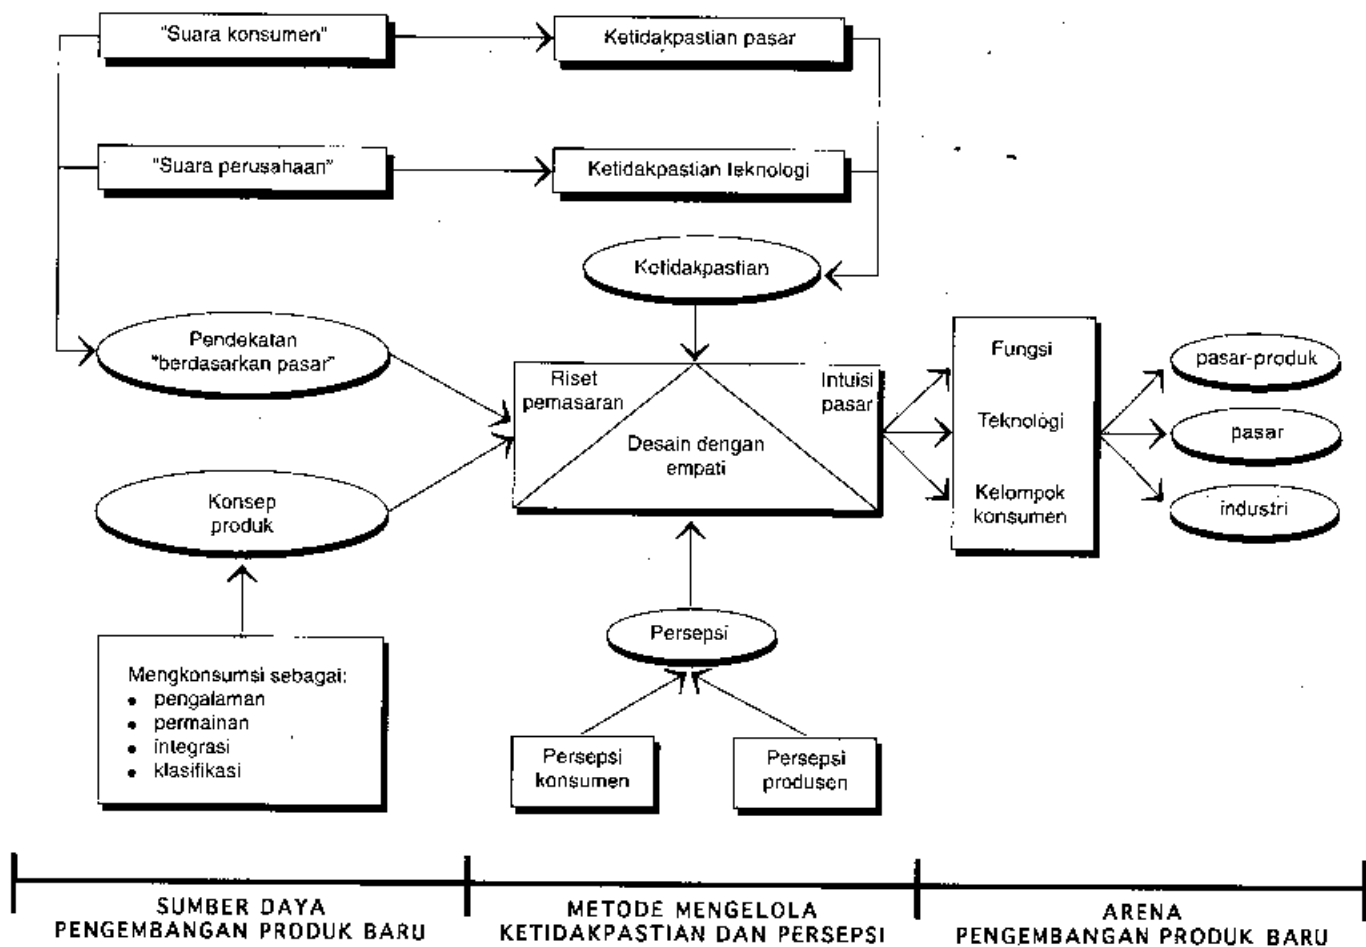 "Suara konsumen"
Ketidakpastian pasar
"Suara perusahaan"
Ketidakpastian teknologi
Ketidakpastian
Pendekatan
"berdasarkan pasar"
Riset
pemasaran
Intuisi
pasar
Desain dengan
empati
Fungsi
Teknologi
Kelompok
konsumen
pasar-produk
pasar
industri
Konsep
produk
Persepsi
Mengkonsumsi sebagai:
• pengalaman
• permainan
• integrasi
• klasifikasi
Persepsi
konsumen
Persepsi
produsen
SUMBER DAYA
PENGEMBANGAN PRODUK BARU
METODE MENGELOLA
KETIDAKPASTIAN DAN PERSEPSI
ARENA
PENGEMBANGAN PRODUK BARU